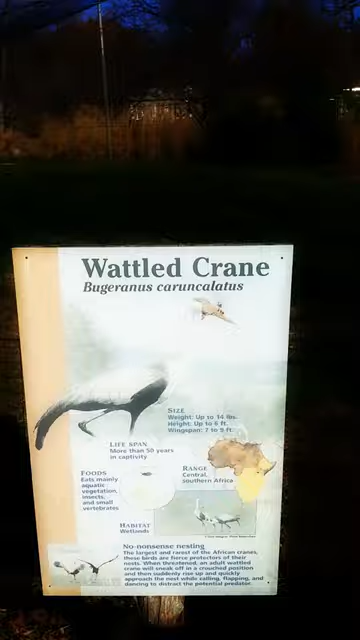 Wattled Crane
Bugeranus caruncalatus
SIZE
Weight: Up to 14 lbs.
Height: Up to 6 ft.
Wingspan: 7 to 9 ft.
LIFE SPAN
More than 50 years
in captivity
FOODS
Eats mainly
aquatic
vegetation,
insects,
and small
vertebrates
RANGE
Central,
southern Africa
HABITAT
Wetlands
No-nonsense nesting
The largest and rarest of the African cranes,
these birds are fierce protectors of their
nests. When threatened, an adult wattled
crane will sneak off in a crouched position
and then suddenly rise up and quickly
approach the nest while calling, flapping, and
dancing to distract the potential predator.